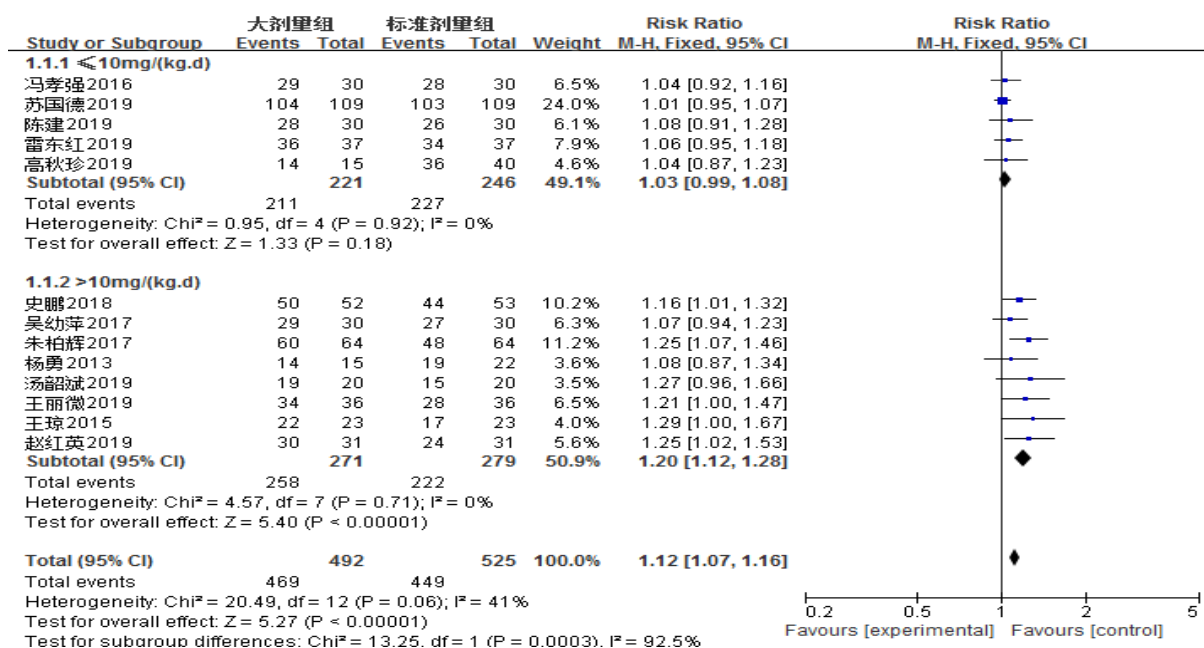 大剂量组 标准剂量组 Risk Ratio Risk Ratio
Study or Subgroup Events Total Events Total Weight M-H, Fixed, 95% CI M-H, Fixed, 95% CI
1.1.1 ≤10mg/(kg.d)
冯孝强2016 29 30 28 30 6.5% 1.04 [0.92, 1.16]
苏国德2019 104 109 103 109 24.0% 1.01 [0.95, 1.07]
陈建2019 28 30 26 30 6.1% 1.08 [0.91, 1.28]
雷东红2019 36 37 34 37 7.9% 1.06 [0.95, 1.18]
高秋珍2019 14 15 36 40 4.6% 1.04 [0.87, 1.23]
Subtotal (95% CI) 221 246 49.1% 1.03 [0.99, 1.08]
Total events 211 227
Heterogeneity: Chi² = 0.95, df = 4 (P = 0.92); I² = 0%
Test for overall effect: Z = 1.33 (P = 0.18)
1.1.2 >10mg/(kg.d)
史鹏2018 50 52 44 53 10.2% 1.16 [1.01, 1.32]
吴幼萍2017 29 30 27 30 6.3% 1.07 [0.94, 1.23]
朱柏辉2017 60 64 48 64 11.2% 1.25 [1.07, 1.46]
杨勇2013 14 15 19 22 3.6% 1.08 [0.87, 1.34]
汤韶斌2019 19 20 15 20 3.5% 1.27 [0.96, 1.66]
王丽微2019 34 36 28 36 6.5% 1.21 [1.00, 1.47]
王琼2015 22 23 17 23 4.0% 1.29 [1.00, 1.67]
赵红英2019 30 31 24 31 5.6% 1.25 [1.02, 1.53]
Subtotal (95% CI) 271 279 50.9% 1.20 [1.12, 1.28]
Total events 258 222
Heterogeneity: Chi² = 4.57, df = 7 (P = 0.71); I² = 0%
Test for overall effect: Z = 5.40 (P < 0.00001)
Total (95% CI) 492 525 100.0% 1.12 [1.07, 1.16]
Total events 469 449
Heterogeneity: Chi² = 20.49, df = 12 (P = 0.06); I² = 41%
Test for overall effect: Z = 5.27 (P < 0.00001)
Test for subgroup differences: Chi² = 13.25, df = 1 (P = 0.0003), I² = 92.5%
0.2 0.5 1 2 5
Favours [experimental] Favours [control]